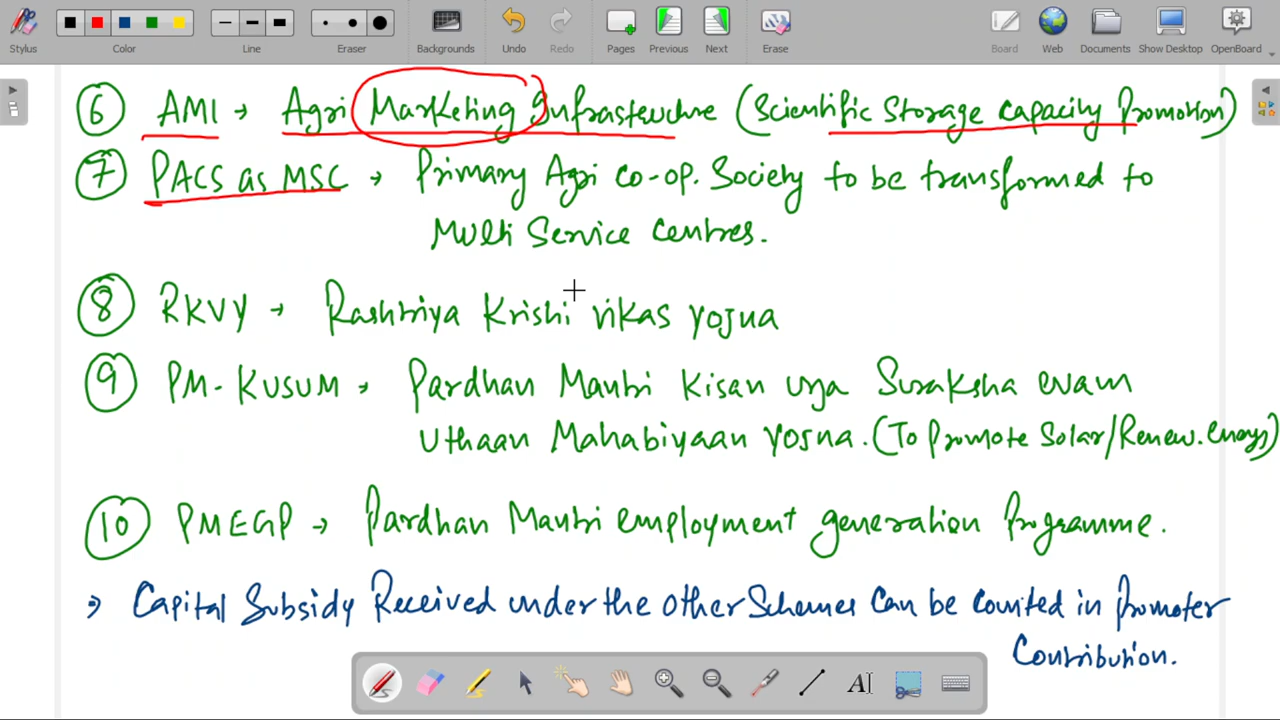 Stylus Color Line Eraser Backgrounds Undo Redo Pages Previous Next Erase Board Web Documents Show Desktop OpenBoard
6 AMI → Agri Marketing Infrastructure (Scientific Storage capacity Promotion)
7 PACS as MSC → Primary Agri co-op. Society to be transformed to
Multi Service centres.
8 RKVY → Rashtriya Krishi vikas yojna
9 PM-KUSUM → Pardhan Mantri Kisan urja Suraksha evam
Uthaan Mahabiyaan Yojna. (To Promote Solar/Renew. Energy)
10 PMEGP → Pardhan Mantri employment generation Programme.
⇒ Capital Subsidy Received under the other Schemes Can be Counted in Promoter
Contribution.